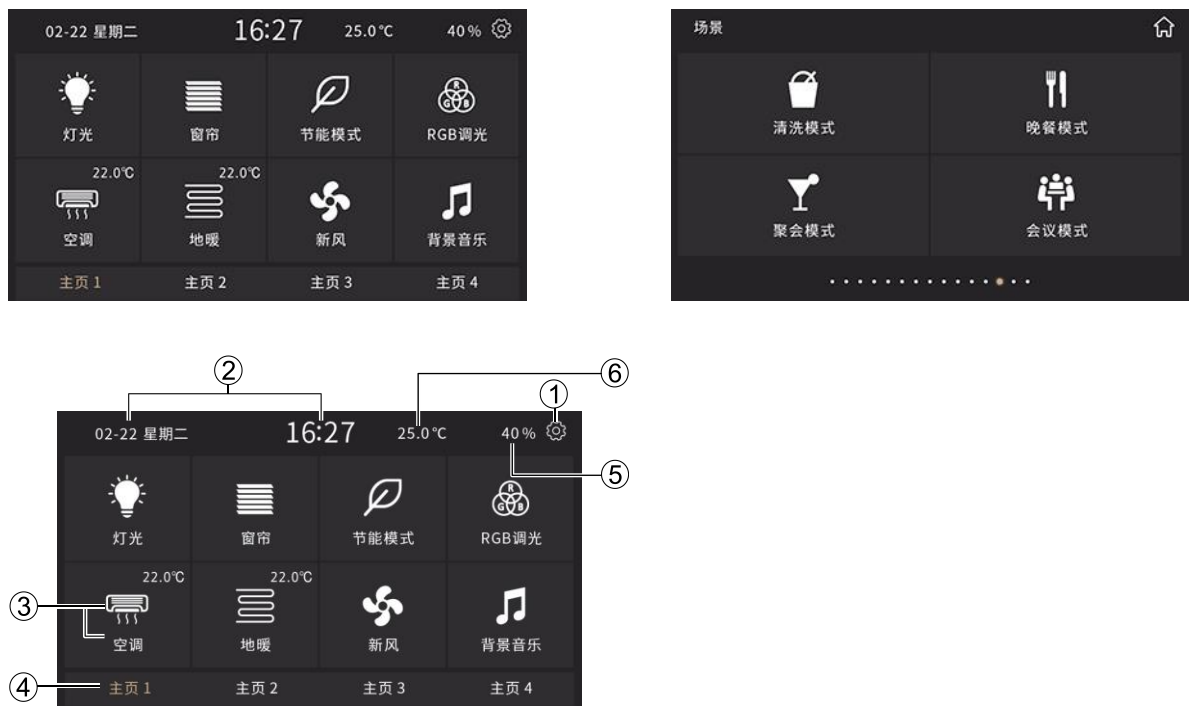 02-22 星期二 16:27 25.0℃ 40% 
灯光 窗帘 节能模式 RGB调光
R G B
22.0℃ 22.0℃
空调 地暖 新风 背景音乐
主页 1 主页 2 主页 3 主页 4
场景
清洗模式 晚餐模式
聚会模式 会议模式
② ⑥ ①
02-22 星期二 16:27 25.0℃ 40%
⑤
R G B
灯光 窗帘 节能模式 RGB调光
22.0℃ 22.0℃
③
空调 地暖 新风 背景音乐
④ 主页 1 主页 2 主页 3 主页 4